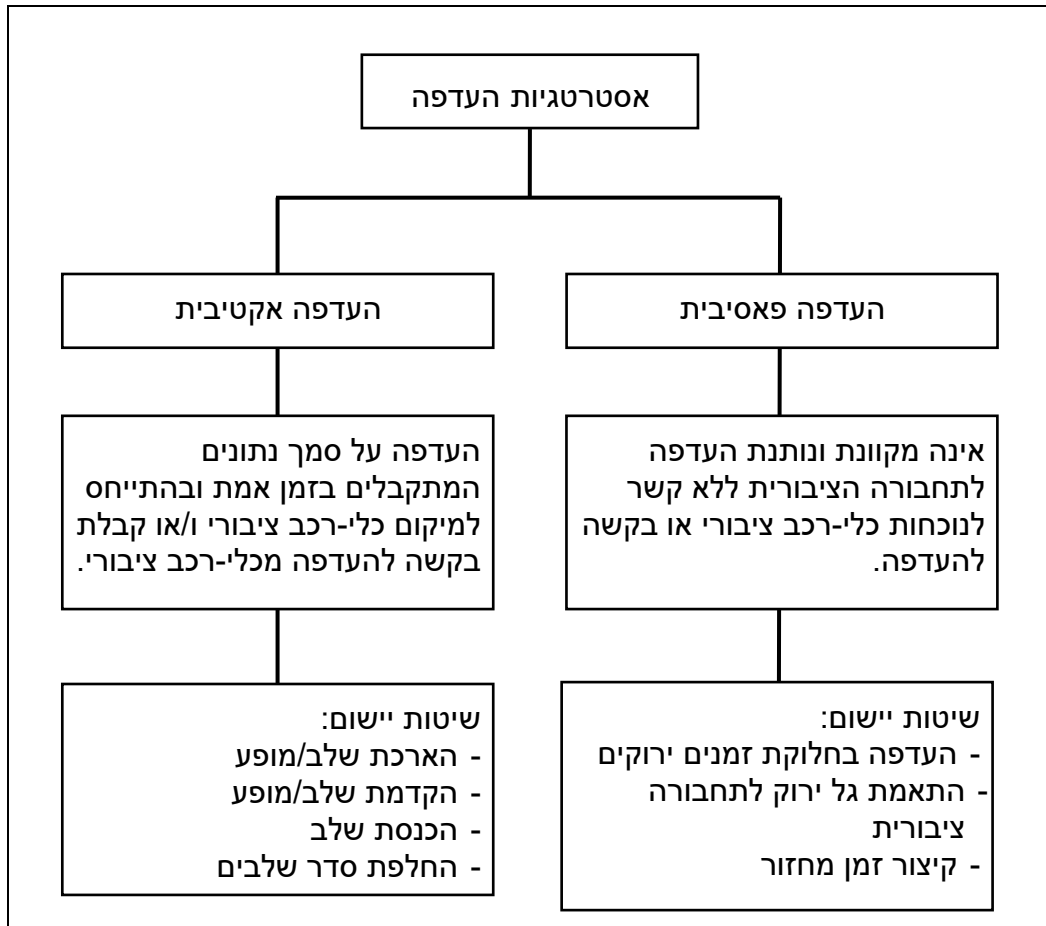 אסטרטגיות העדפה
העדפה פאסיבית
העדפה אקטיבית
אינה מקוונת ונותנת העדפה
לתחבורה הציבורית ללא קשר
לנוכחות כלי-רכב ציבורי או בקשה
להעדפה.
העדפה על סמך נתונים
המתקבלים בזמן אמת ובהתייחס
למיקום כלי-רכב ציבורי ו/או קבלת
בקשה להעדפה מכלי-רכב ציבורי.
שיטות יישום:
- העדפה בחלוקת זמנים ירוקים
- התאמת גל ירוק לתחבורה
ציבורית
- קיצור זמן מחזור
שיטות יישום:
- הארכת שלב/מופע
- הקדמת שלב/מופע
- הכנסת שלב
- החלפת סדר שלבים